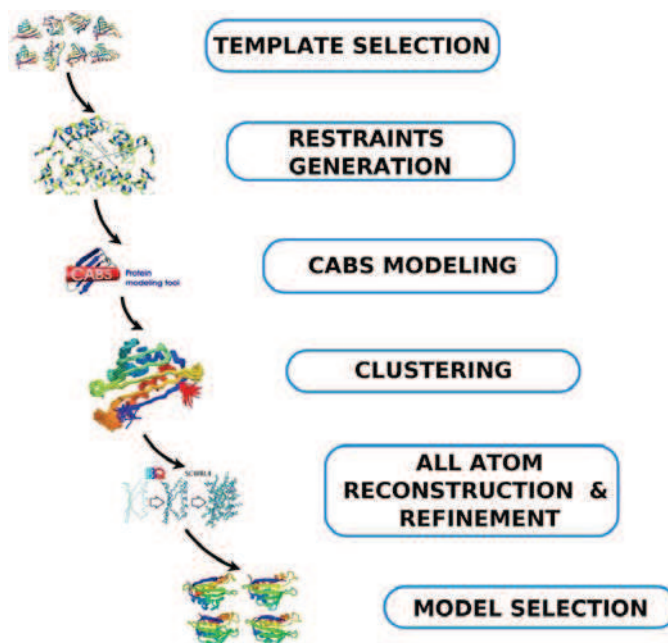 TEMPLATE SELECTION
RESTRAINTS
GENERATION
CABS
Protein
modeling tool
CABS MODELING
CLUSTERING
SCWRL4
ALL ATOM
RECONSTRUCTION &
REFINEMENT
MODEL SELECTION